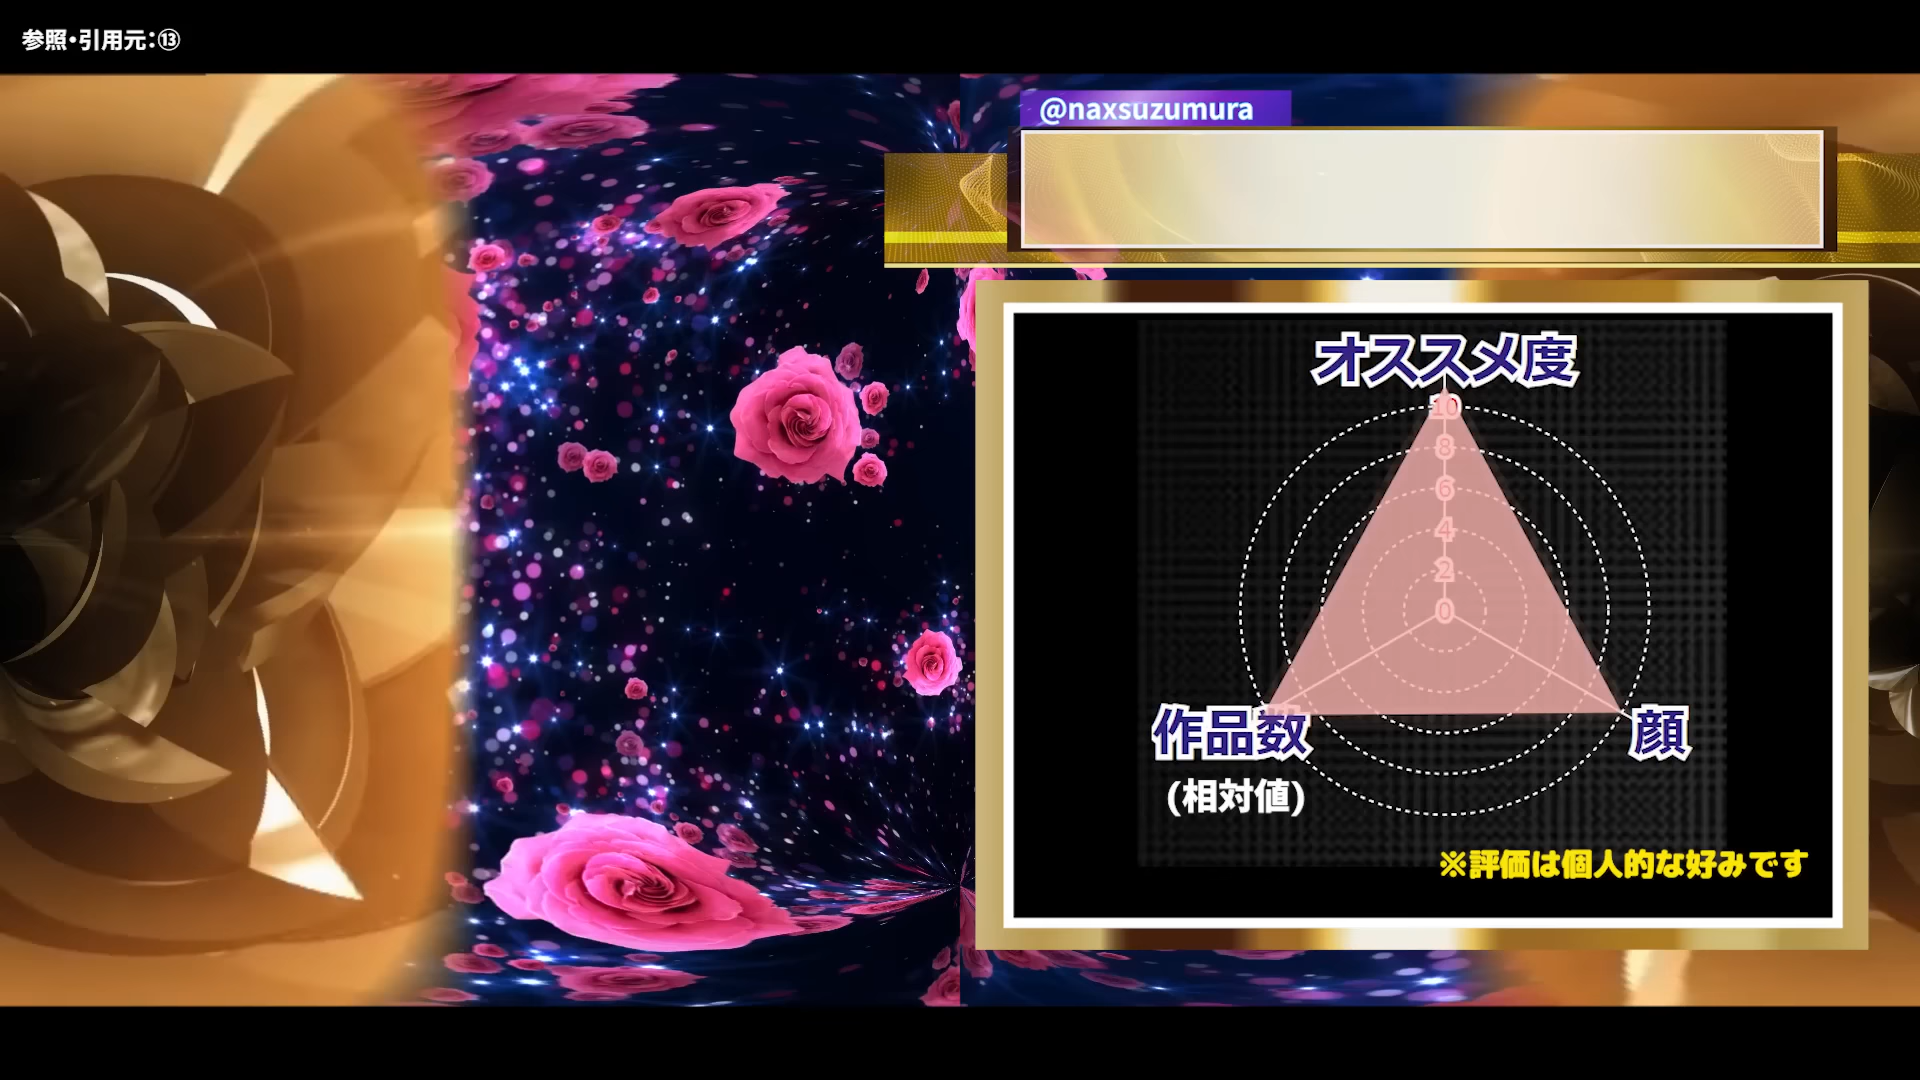 参照・引用元：⑬
@naxsuzumura
オススメ度
10
8
6
4
2
0
作品数
顔
(相対値)
※評価は個人的な好みです